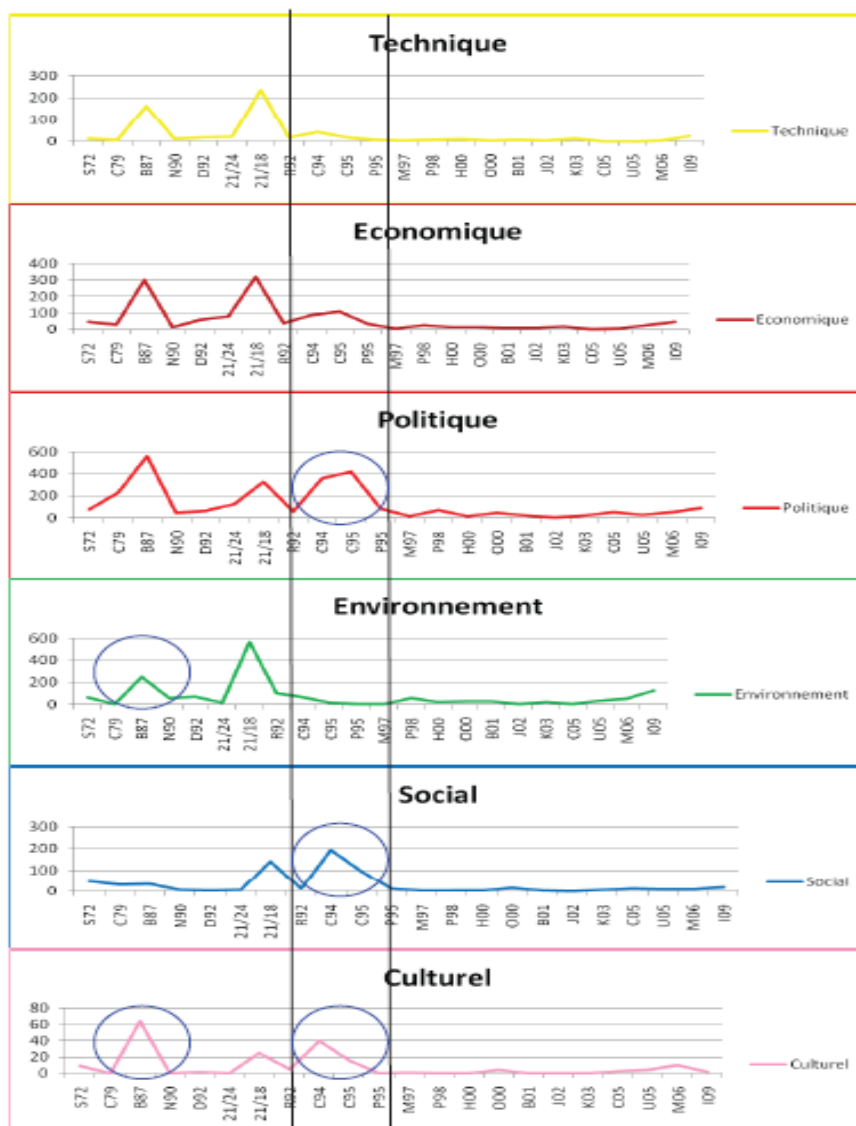 Technique
300
200
100
0
S72 C79 B87 N90 D92 21/24 21/18 R92 C94 C95 P95 M97 P98 H00 O00 B01 J02 K03 C05 U05 M06 I09
Technique
Economique
400
300
200
100
0
S72 C79 B87 N90 D92 21/24 21/18 R92 C94 C95 P95 M97 P98 H00 O00 B01 J02 K03 C05 U05 M06 I09
Economique
Politique
600
400
200
0
S72 C79 B87 N90 D92 21/24 21/18 R92 C94 C95 P95 M97 P98 H00 O00 B01 J02 K03 C05 U05 M06 I09
Politique
Environnement
600
400
200
0
S72 C79 B87 N90 D92 21/24 21/18 R92 C94 C95 P95 M97 P98 H00 O00 B01 J02 K03 C05 U05 M06 I09
Environnement
Social
300
200
100
0
S72 C79 B87 N90 D92 21/24 21/18 R92 C94 C95 P95 M97 P98 H00 O00 B01 J02 K03 C05 U05 M06 I09
Social
Culturel
80
60
40
20
0
S72 C79 B87 N90 D92 21/24 21/18 R92 C94 C95 P95 M97 P98 H00 O00 B01 J02 K03 C05 U05 M06 I09
Culturel